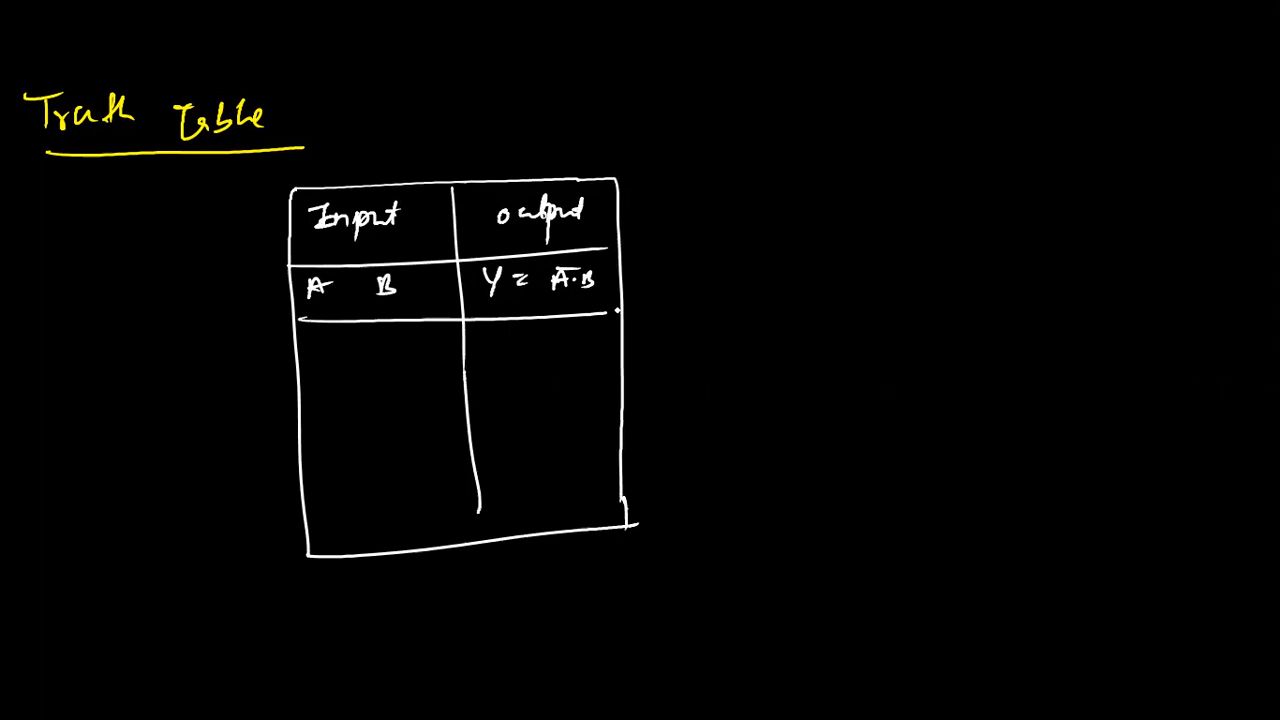 Truth Table
Input output
A B Y = A̅·B